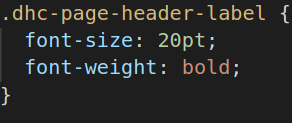 .dhc-page-header-label {
  font-size: 20pt;
  font-weight: bold;
}